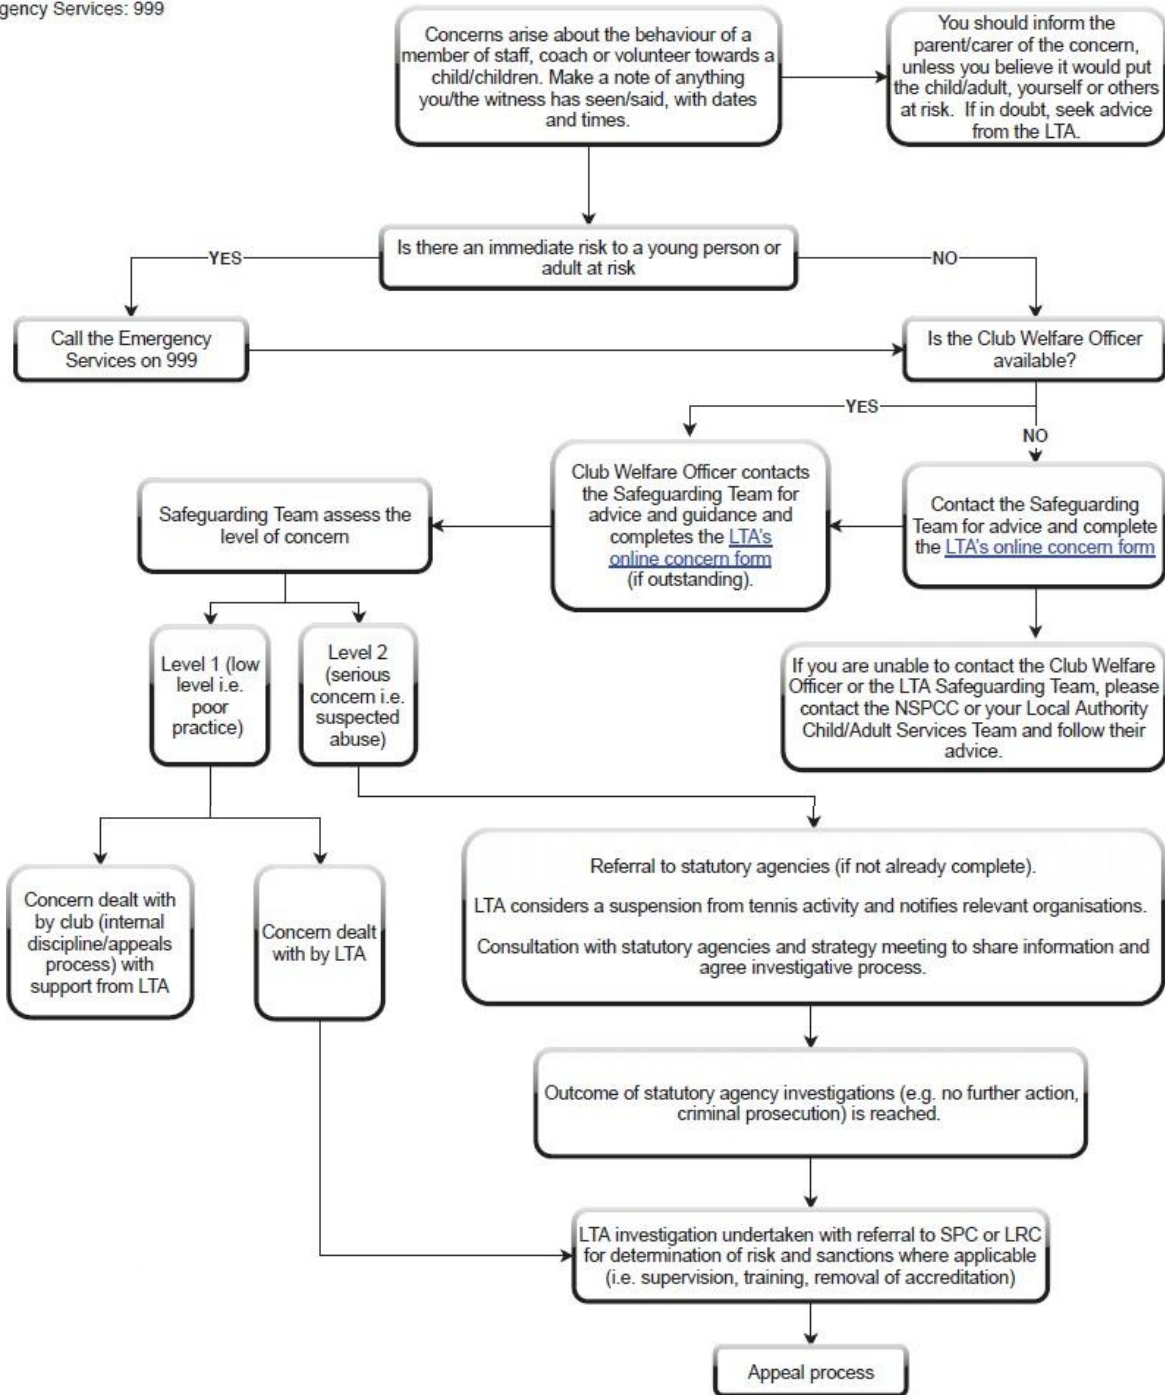 gency Services: 999
Concerns arise about the behaviour of a
member of staff, coach or volunteer towards a
child/children. Make a note of anything
you/the witness has seen/said, with dates
and times.
You should inform the
parent/carer of the concern,
unless you believe it would put
the child/adult, yourself or others
at risk. If in doubt, seek advice
from the LTA.
Is there an immediate risk to a young person or
adult at risk
YES
NO
Call the Emergency
Services on 999
Is the Club Welfare Officer
available?
YES
NO
Club Welfare Officer contacts
the Safeguarding Team for
advice and guidance and
completes the LTA's
online concern form
(if outstanding).
Contact the Safeguarding
Team for advice and complete
the LTA's online concern form
Safeguarding Team assess the
level of concern
Level 1 (low
level i.e.
poor
practice)
Level 2
(serious
concern i.e.
suspected
abuse)
If you are unable to contact the Club Welfare
Officer or the LTA Safeguarding Team, please
contact the NSPCC or your Local Authority
Child/Adult Services Team and follow their
advice.
Concern dealt with
by club (internal
discipline/appeals
process) with
support from LTA
Concern dealt
with by LTA
Referral to statutory agencies (if not already complete).
LTA considers a suspension from tennis activity and notifies relevant organisations.
Consultation with statutory agencies and strategy meeting to share information and
agree investigative process.
Outcome of statutory agency investigations (e.g. no further action,
criminal prosecution) is reached.
LTA investigation undertaken with referral to SPC or LRC
for determination of risk and sanctions where applicable
(i.e. supervision, training, removal of accreditation)
Appeal process